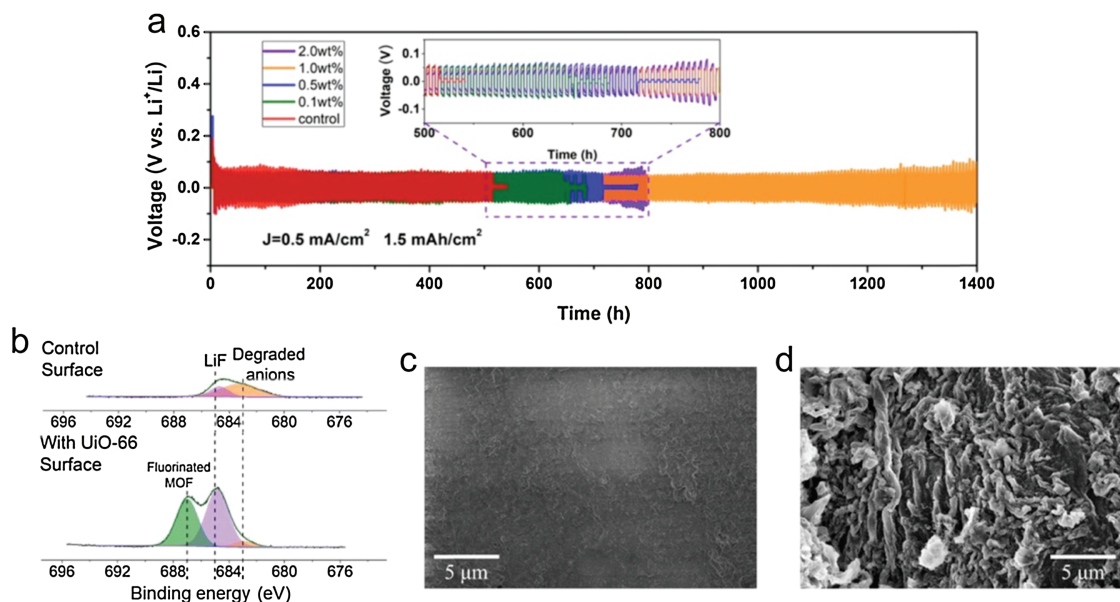 a
0.6
0.4
0.2
0.0
-0.2
Voltage (V vs. Li⁺/Li)
2.0wt%
1.0wt%
0.5wt%
0.1wt%
control
0.1
0.0
-0.1
Voltage (V)
500 600 700 800
Time (h)
J=0.5 mA/cm² 1.5 mAh/cm²
0 200 400 600 800 1000 1200 1400
Time (h)
b
Control
Surface
LiF
Degraded
anions
696 692 688 684 680 676
With UiO-66
Surface
Fluorinated
MOF
696 692 688 684 680 676
Binding energy (eV)
c
5 μm
d
5 μm